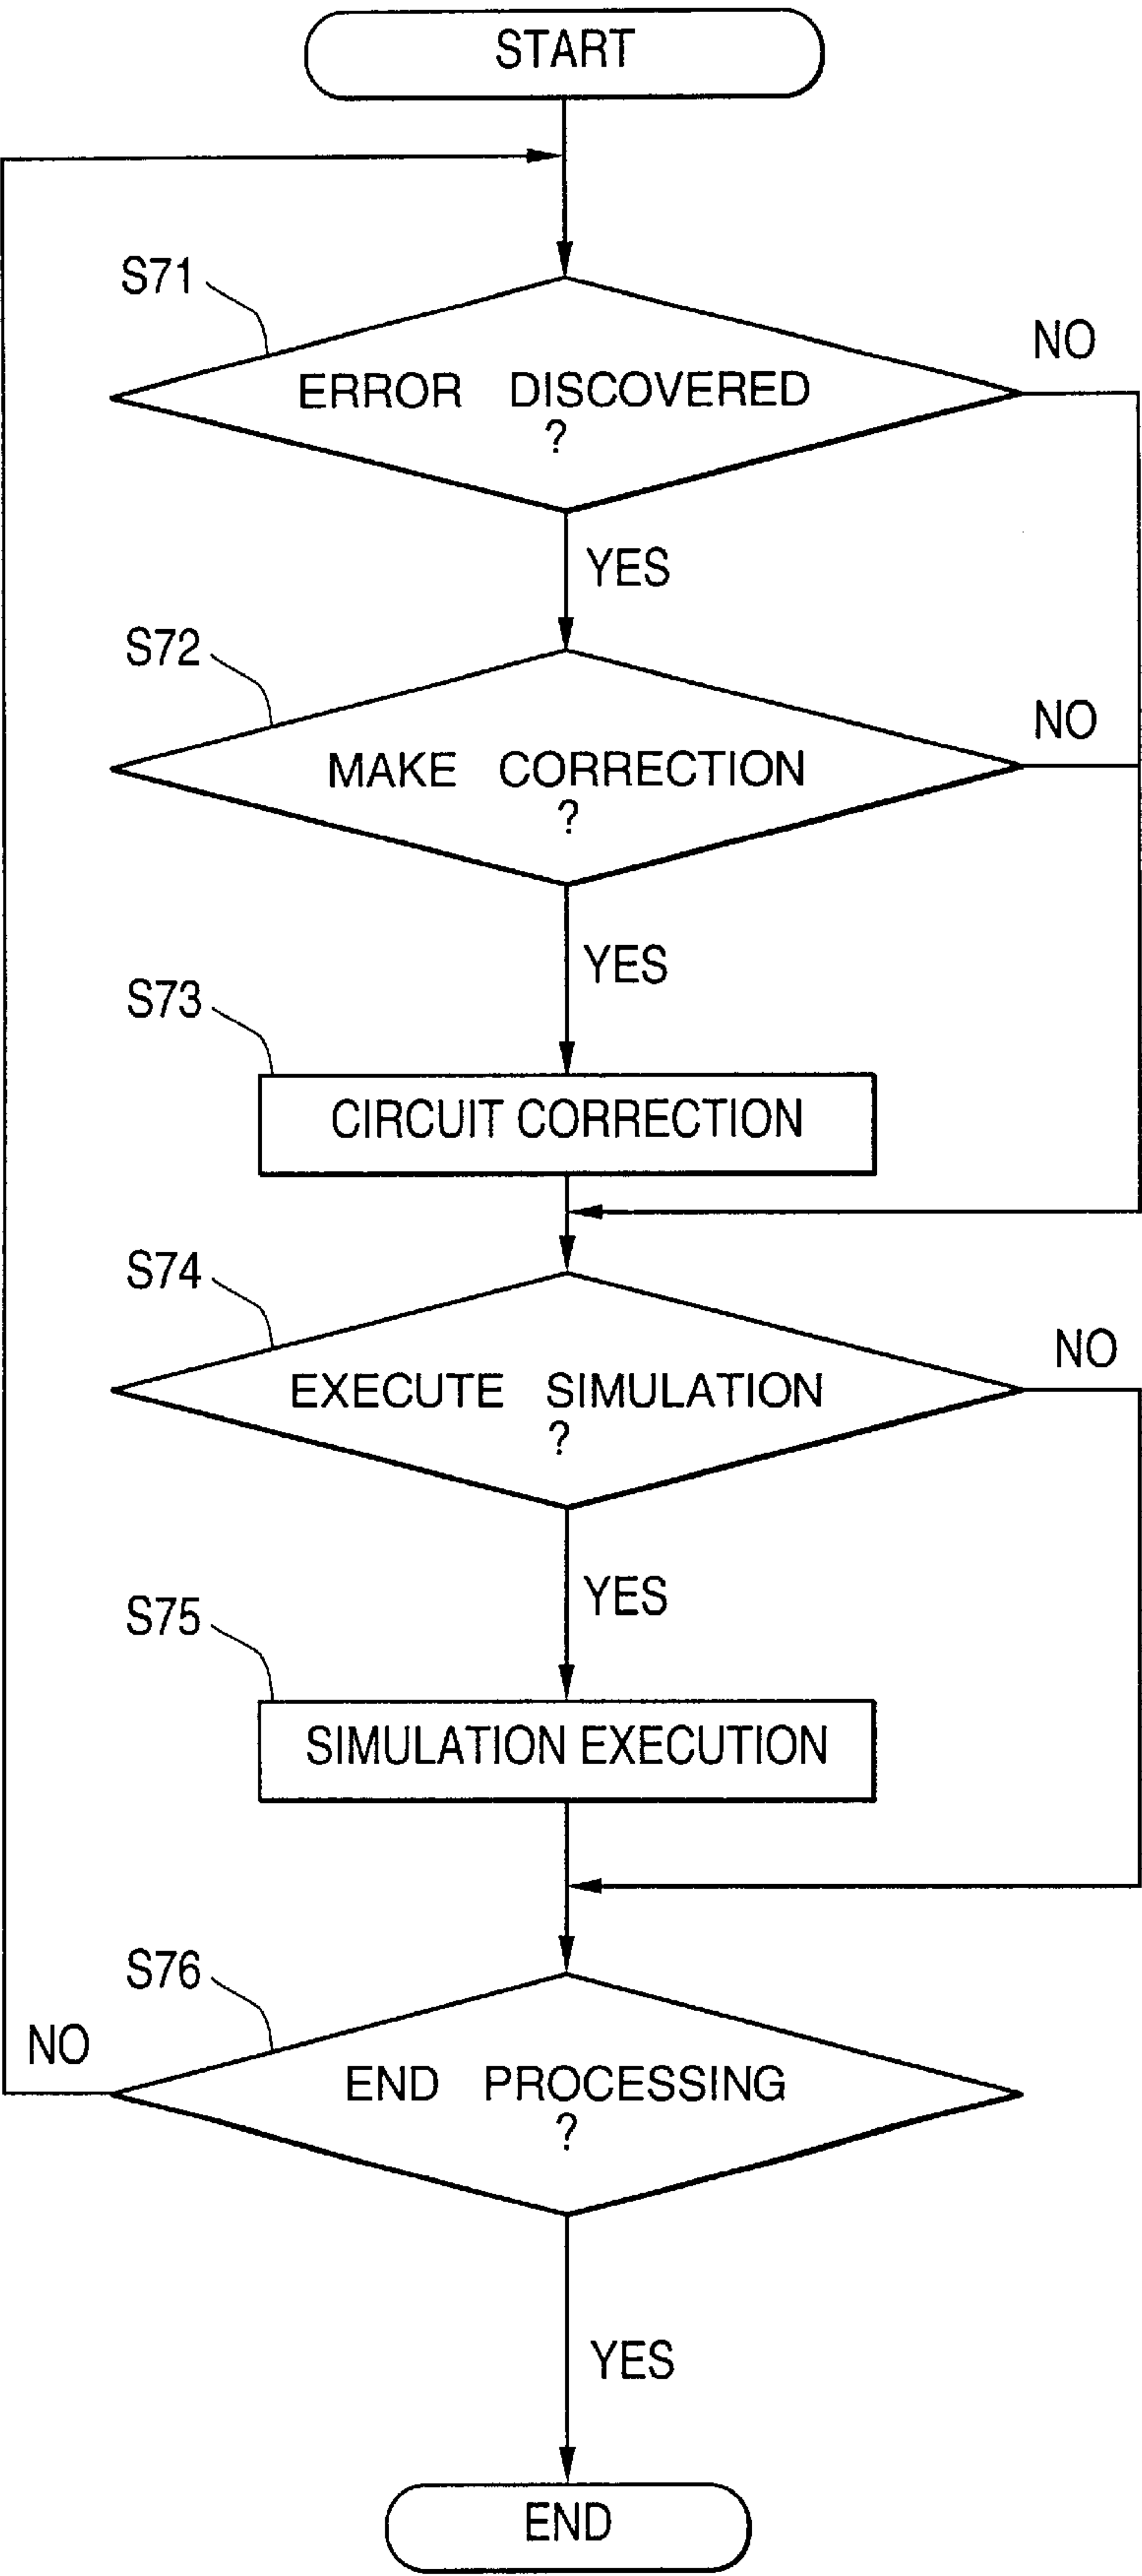 START
S71
NO
ERROR DISCOVERED
?
YES
S72
NO
MAKE CORRECTION
?
YES
S73
CIRCUIT CORRECTION
S74
NO
EXECUTE SIMULATION
?
YES
S75
SIMULATION EXECUTION
S76
NO
END PROCESSING
?
YES
END